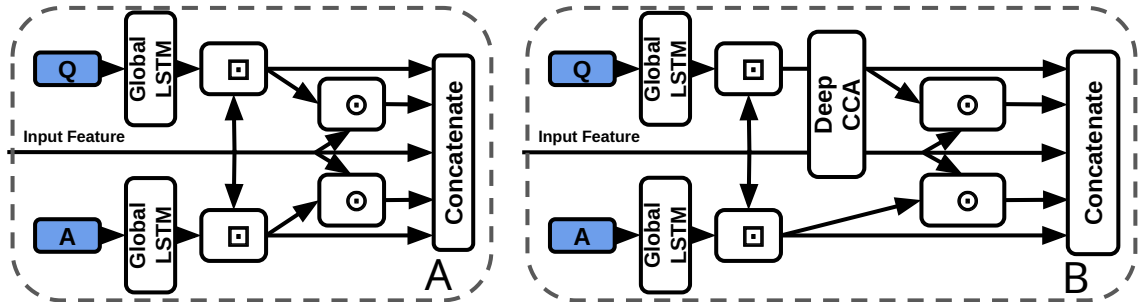 Q
Global
LSTM
Input Feature
A
Global
LSTM
Concatenate
A
Q
Global
LSTM
Deep
CCA
Input Feature
A
Global
LSTM
Concatenate
B